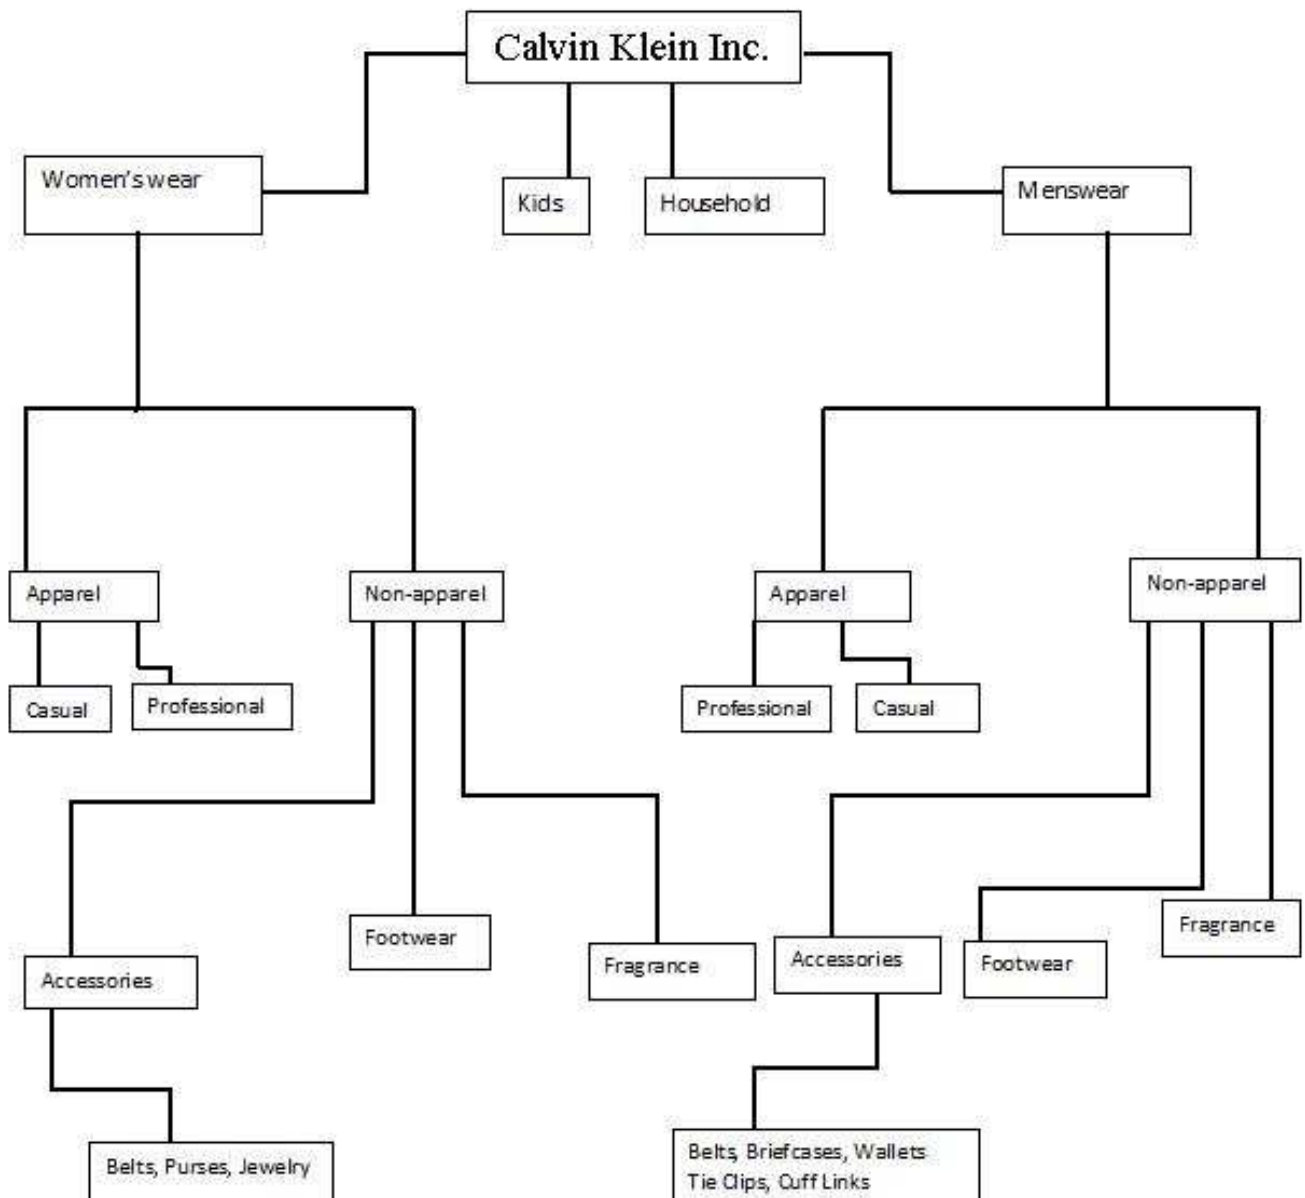 Calvin Klein Inc.
Women's wear
Kids
Household
Menswear
Apparel
Non-apparel
Apparel
Non-apparel
Casual
Professional
Professional
Casual
Accessories
Footwear
Fragrance
Accessories
Footwear
Fragrance
Belts, Purses, Jewelry
Belts, Briefcases, Wallets
Tie Clips, Cuff Links